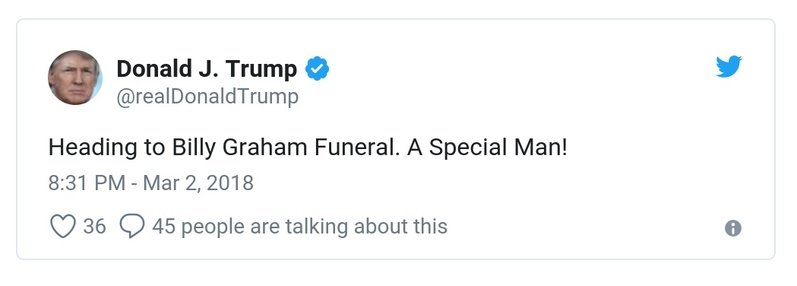 Donald J. Trump
@realDonaldTrump
Heading to Billy Graham Funeral. A Special Man!
8:31 PM - Mar 2, 2018
36 45 people are talking about this